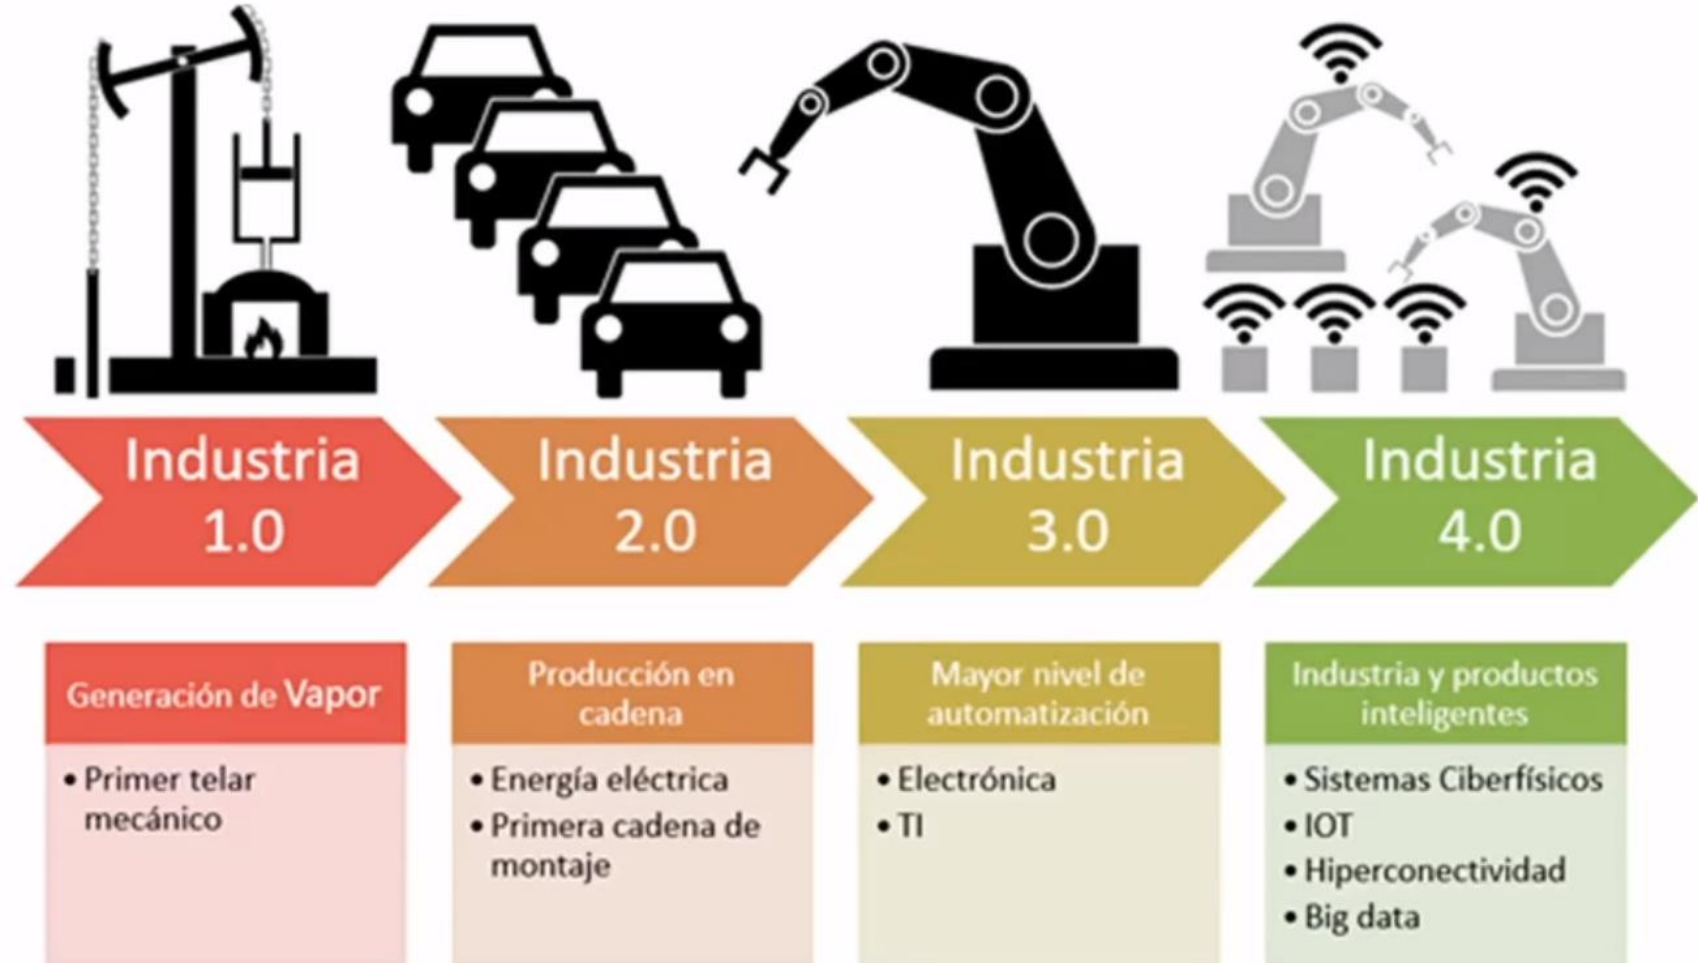 Industria
1.0
Industria
2.0
Industria
3.0
Industria
4.0
Generación de Vapor
• Primer telar
mecánico
Producción en
cadena
• Energía eléctrica
• Primera cadena de
montaje
Mayor nivel de
automatización
• Electrónica
• TI
Industria y productos
inteligentes
• Sistemas Ciberfísicos
• IOT
• Hiperconectividad
• Big data